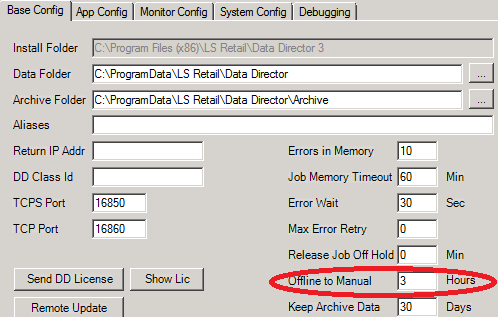 Base Config App Config Monitor Config System Config Debugging
Install Folder C:\Program Files (x86)\LS Retail\Data Director 3
Data Folder C:\ProgramData\LS Retail\Data Director ...
Archive Folder C:\ProgramData\LS Retail\Data Director\Archive ...
Aliases
Return IP Addr Errors in Memory 10
DD Class Id Job Memory Timeout 60 Min
TCPS Port 16850 Error Wait 30 Sec
TCP Port 16860 Max Error Retry 0
Release Job Off Hold 0 Min
Send DD License Show Lic Offline to Manual 3 Hours
Remote Update Keep Archive Data 30 Days